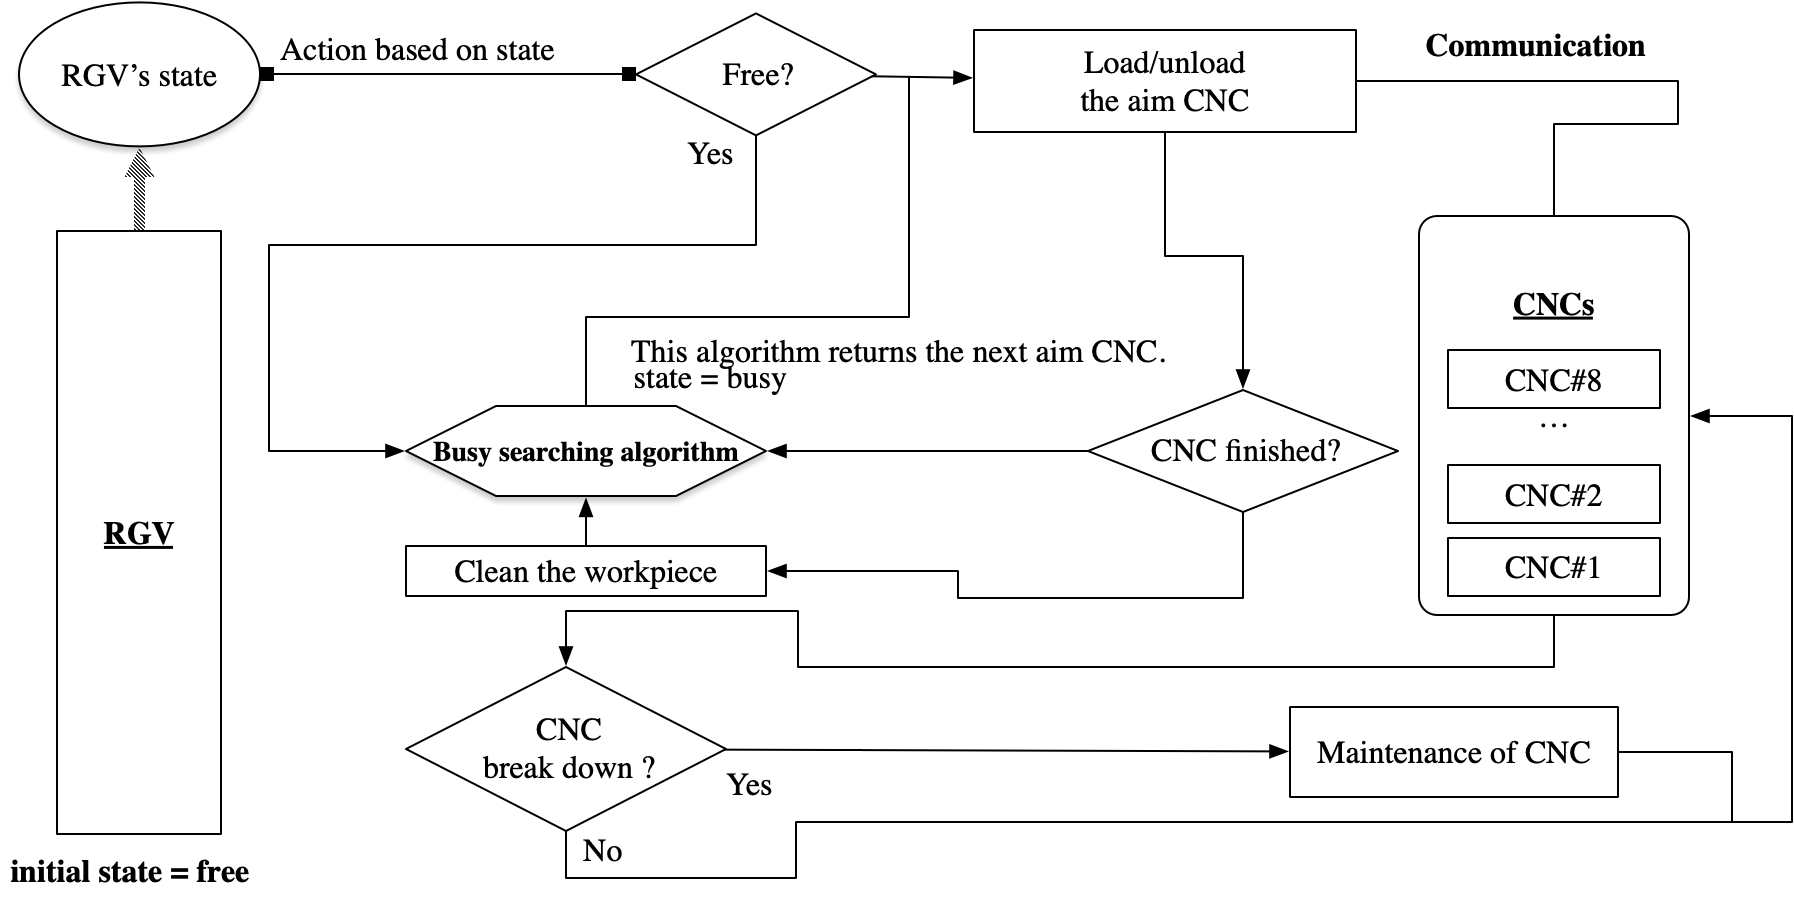 RGV’s state
Action based on state
Free?
Yes
Load/unload
the aim CNC
Communication
This algorithm returns the next aim CNC.
state = busy
Busy searching algorithm
CNC finished?
Clean the workpiece
CNCs
CNC#8
...
CNC#2
CNC#1
RGV
CNC
break down ?
Yes
No
Maintenance of CNC
initial state = free